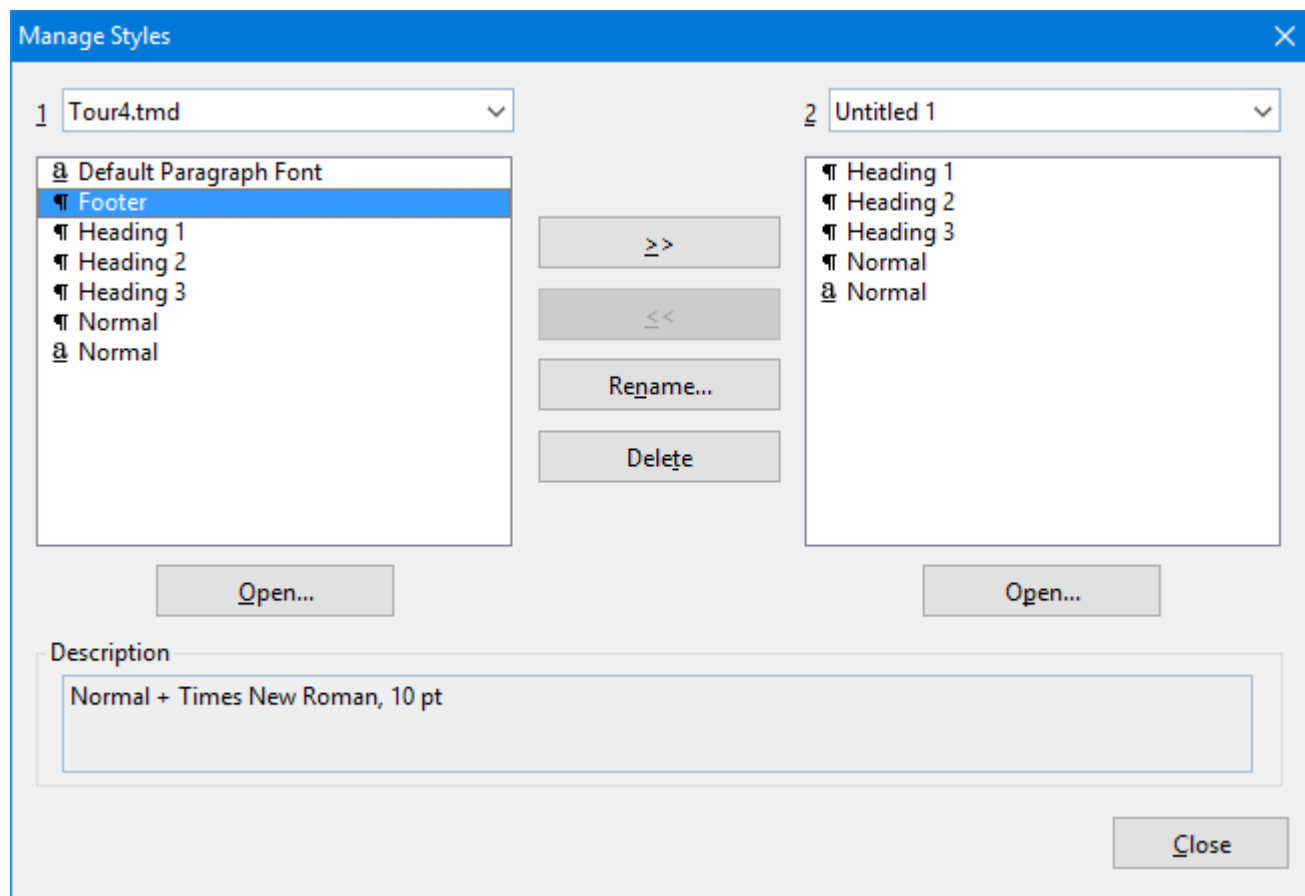 Manage Styles
1 Tour4.tmd
2 Untitled 1
a Default Paragraph Font
¶ Footer
¶ Heading 1
¶ Heading 2
¶ Heading 3
¶ Normal
a Normal
>>
<<
Rename...
Delete
¶ Heading 1
¶ Heading 2
¶ Heading 3
¶ Normal
a Normal
Open...
Open...
Description
Normal + Times New Roman, 10 pt
Close